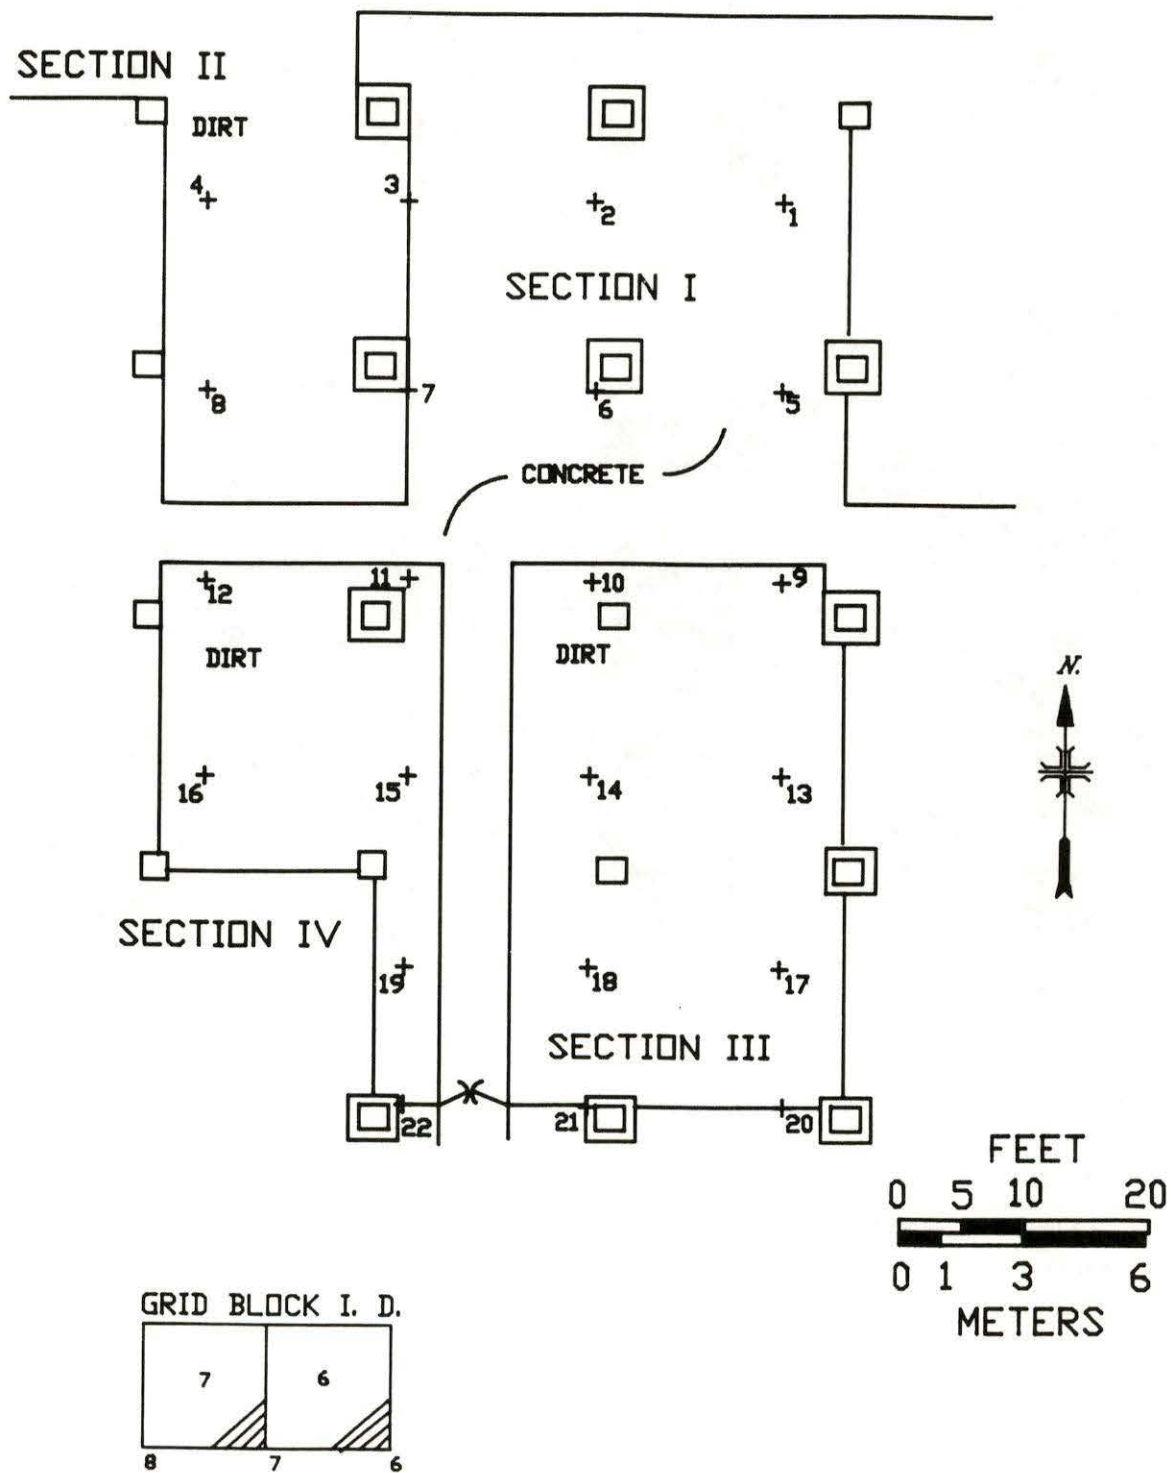 SECTION II
DIRT
4
3
2
1
SECTION I
8
7
6
5
CONCRETE
12
11
10
9
DIRT
DIRT
N.
16
15
14
13
SECTION IV
19
18
17
SECTION III
22
21
20
FEET
0 5 10 20
0 1 3 6
METERS
GRID BLOCK I. D.
7 6
8 7 6